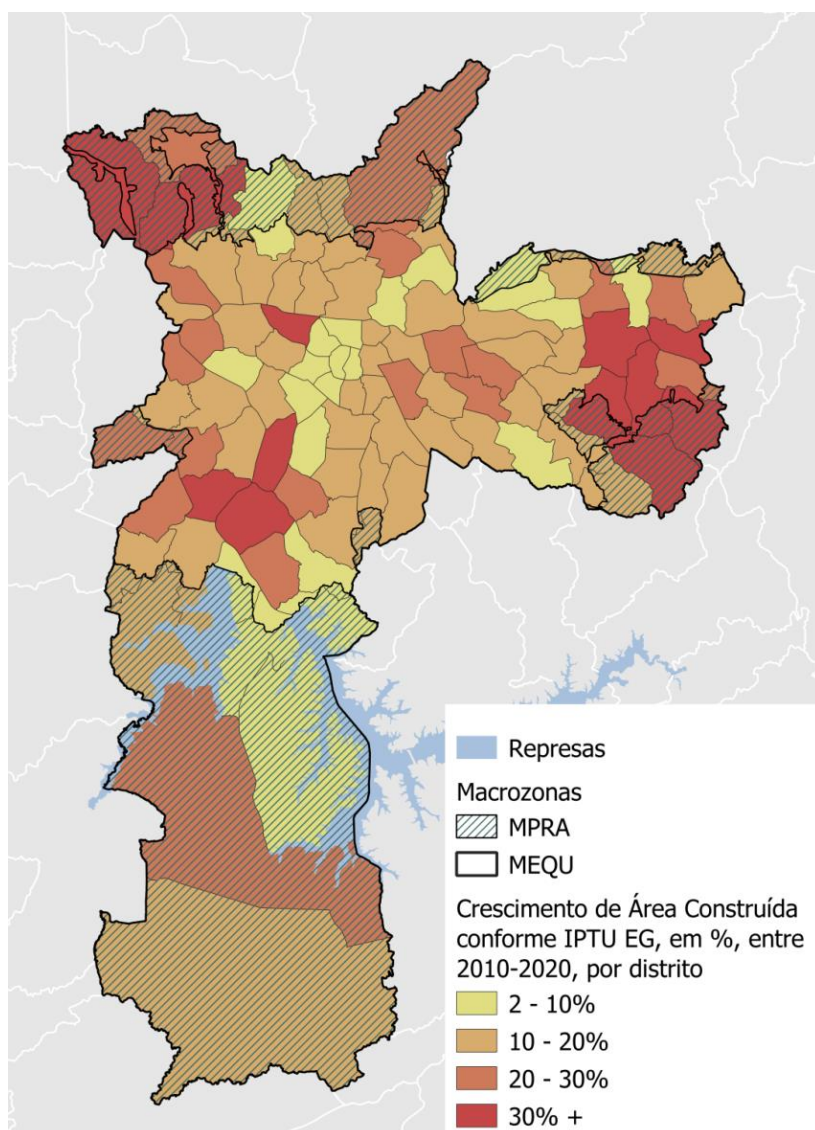 Represas
Macrozonas
MPRA
MEQU
Crescimento de Área Construída
conforme IPTU EG, em %, entre
2010-2020, por distrito
2 - 10%
10 - 20%
20 - 30%
30% +